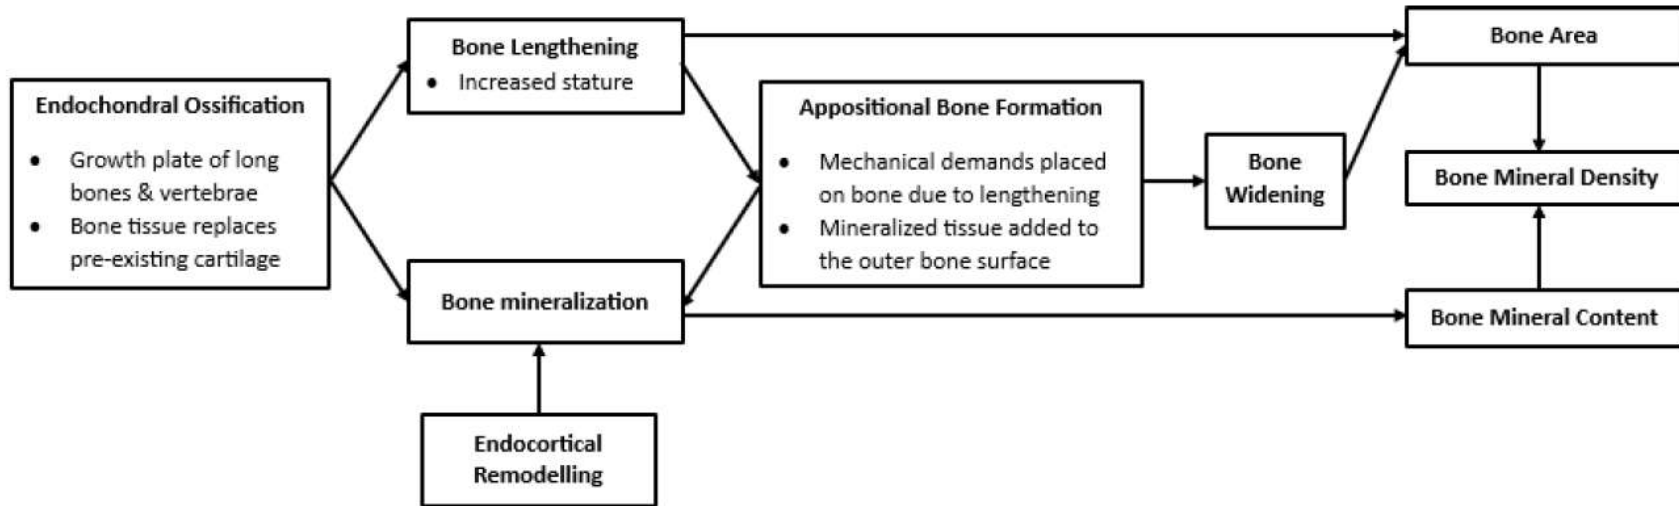 Endochondral Ossification
• Growth plate of long
bones & vertebrae
• Bone tissue replaces
pre-existing cartilage
Bone Lengthening
• Increased stature
Bone mineralization
Endocortical
Remodelling
Appositional Bone Formation
• Mechanical demands placed
on bone due to lengthening
• Mineralized tissue added to
the outer bone surface
Bone
Widening
Bone Area
Bone Mineral Density
Bone Mineral Content